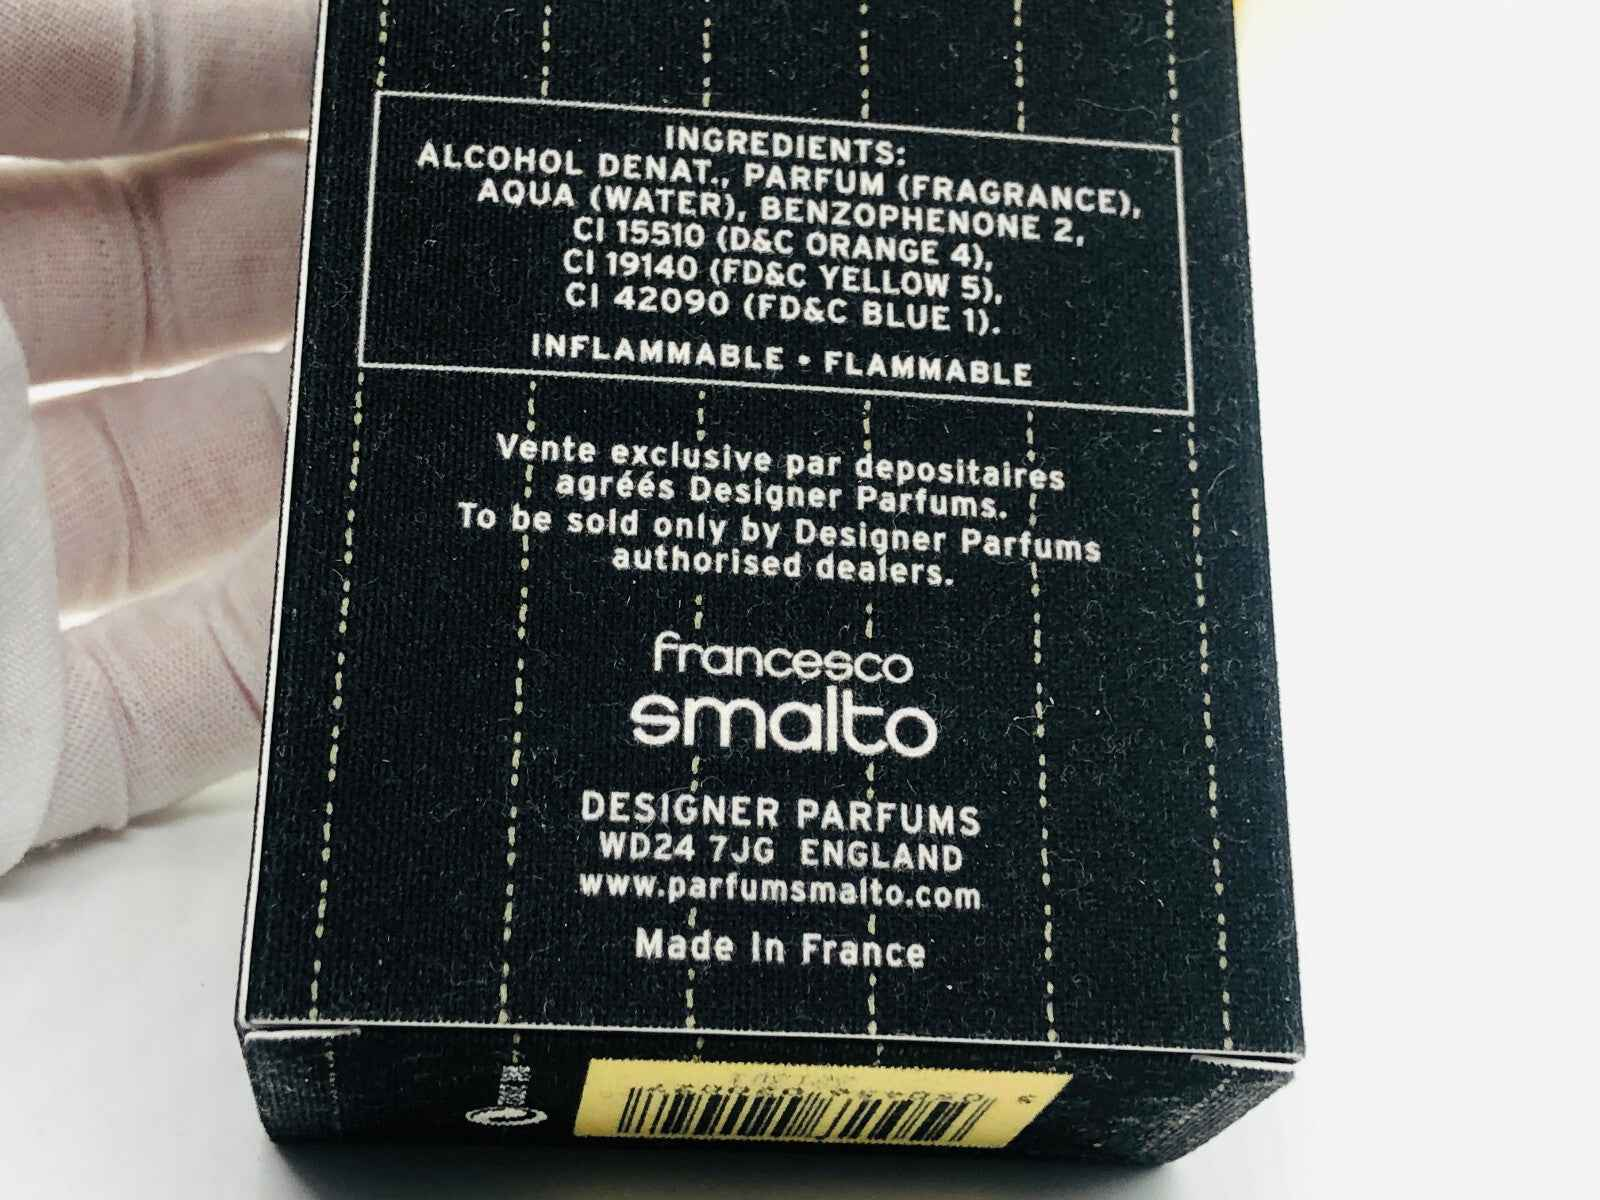 INGREDIENTS:
ALCOHOL DENAT., PARFUM (FRAGRANCE),
AQUA (WATER), BENZOPHENONE 2,
CI 15510 (D&C ORANGE 4),
CI 19140 (FD&C YELLOW 5),
CI 42090 (FD&C BLUE 1).
INFLAMMABLE • FLAMMABLE
Vente exclusive par depositaires
agréés Designer Parfums.
To be sold only by Designer Parfums
authorised dealers.
francesco
smalto
DESIGNER PARFUMS
WD24 7JG ENGLAND
www.parfumsmalto.com
Made In France